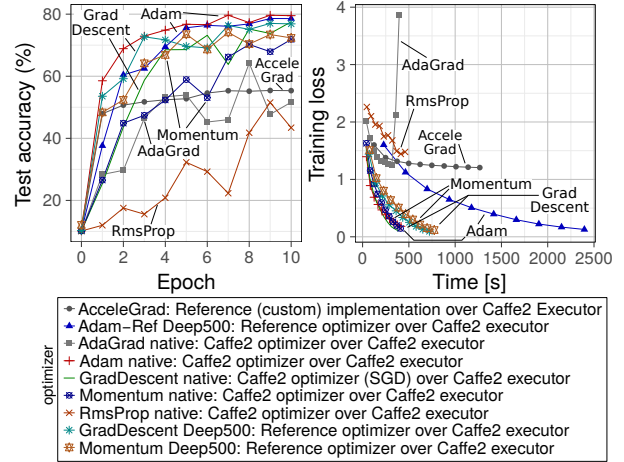 Test accuracy (%)
80
60
40
20
0
2
4
6
8
10
Epoch
Grad
Descent
Adam
Accele
Grad
Momentum
AdaGrad
RmsProp
Training loss
4
3
2
1
0
0
500
1000
1500
2000
2500
Time [s]
AdaGrad
RmsProp
Accele
Grad
Momentum
Grad
Descent
Adam
optimizer
AcceleGrad: Reference (custom) implementation over Caffe2 Executor
Adam−Ref Deep500: Reference optimizer over Caffe2 executor
AdaGrad native: Caffe2 optimizer over Caffe2 executor
Adam native: Caffe2 optimizer over Caffe2 executor
GradDescent native: Caffe2 optimizer (SGD) over Caffe2 executor
Momentum native: Caffe2 optimizer over Caffe2 executor
RmsProp native: Caffe2 optimizer over Caffe2 executor
GradDescent Deep500: Reference optimizer over Caffe2 executor
Momentum Deep500: Reference optimizer over Caffe2 executor